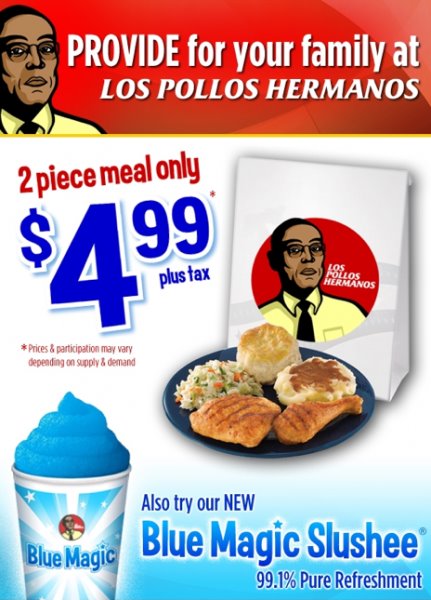 PROVIDE for your family at
LOS POLLOS HERMANOS
2 piece meal only
$4.99*
plus tax
LOS
POLLOS
HERMANOS
*Prices & participation may vary
depending on supply & demand
Also try our NEW
Blue Magic Slushee®
99.1% Pure Refreshment
Blue Magic